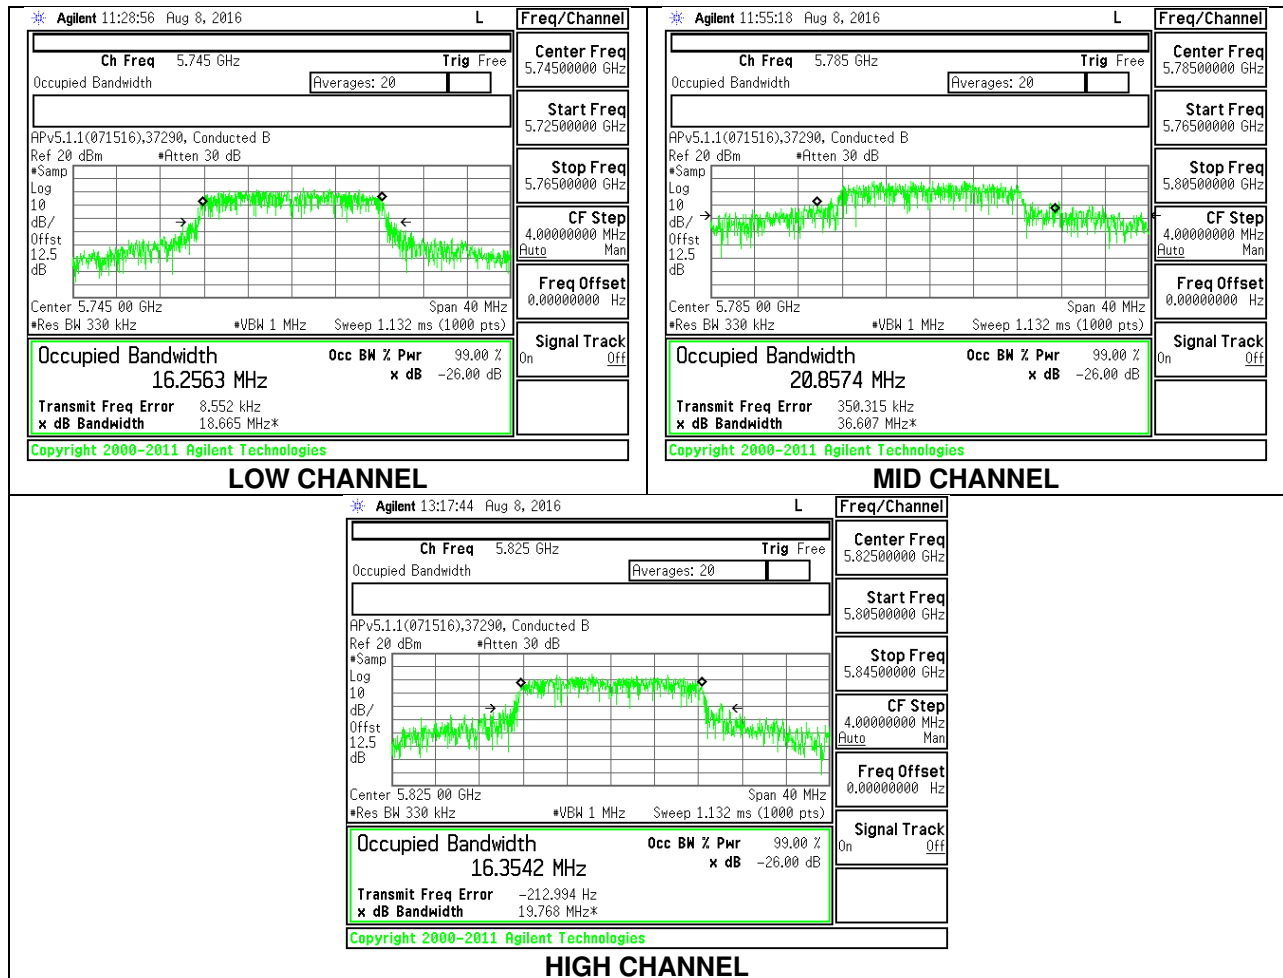 Agilent 11:28:56 Aug 8, 2016 L Freq/Channel
Ch Freq 5.745 GHz Trig Free
Occupied Bandwidth Averages: 20
Center Freq
5.74500000 GHz
Start Freq
5.72500000 GHz
APv5.1.1(071516),37290, Conducted B
Ref 20 dBm #Atten 30 dB
#Samp
Log
10
dB/
Offst
12.5
dB
Stop Freq
5.76500000 GHz
CF Step
4.00000000 MHz
Auto Man
Freq Offset
0.00000000 Hz
Center 5.745 00 GHz Span 40 MHz
#Res BW 330 kHz #VBW 1 MHz Sweep 1.132 ms (1000 pts)
Signal Track
On Off
Occupied Bandwidth Occ BW % Pwr 99.00 %
16.2563 MHz x dB -26.00 dB
Transmit Freq Error 8.552 kHz
x dB Bandwidth 18.665 MHz*
Copyright 2000-2011 Agilent Technologies
LOW CHANNEL
Agilent 11:55:18 Aug 8, 2016 L Freq/Channel
Ch Freq 5.785 GHz Trig Free
Occupied Bandwidth Averages: 20
Center Freq
5.78500000 GHz
Start Freq
5.76500000 GHz
APv5.1.1(071516),37290, Conducted B
Ref 20 dBm #Atten 30 dB
#Samp
Log
10
dB/
Offst
12.5
dB
Stop Freq
5.80500000 GHz
CF Step
4.00000000 MHz
Auto Man
Freq Offset
0.00000000 Hz
Center 5.785 00 GHz Span 40 MHz
#Res BW 330 kHz #VBW 1 MHz Sweep 1.132 ms (1000 pts)
Signal Track
On Off
Occupied Bandwidth Occ BW % Pwr 99.00 %
20.8574 MHz x dB -26.00 dB
Transmit Freq Error 350.315 kHz
x dB Bandwidth 36.607 MHz*
Copyright 2000-2011 Agilent Technologies
MID CHANNEL
Agilent 13:17:44 Aug 8, 2016 L Freq/Channel
Ch Freq 5.825 GHz Trig Free
Occupied Bandwidth Averages: 20
Center Freq
5.82500000 GHz
Start Freq
5.80500000 GHz
APv5.1.1(071516),37290, Conducted B
Ref 20 dBm #Atten 30 dB
#Samp
Log
10
dB/
Offst
12.5
dB
Stop Freq
5.84500000 GHz
CF Step
4.00000000 MHz
Auto Man
Freq Offset
0.00000000 Hz
Center 5.825 00 GHz Span 40 MHz
#Res BW 330 kHz #VBW 1 MHz Sweep 1.132 ms (1000 pts)
Signal Track
On Off
Occupied Bandwidth Occ BW % Pwr 99.00 %
16.3542 MHz x dB -26.00 dB
Transmit Freq Error -212.994 Hz
x dB Bandwidth 19.768 MHz*
Copyright 2000-2011 Agilent Technologies
HIGH CHANNEL